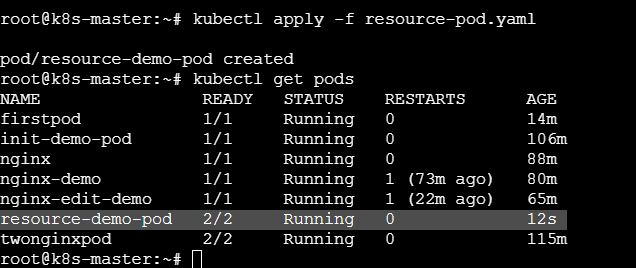 root@k8s-master:~# kubectl apply -f resource-pod.yaml
pod/resource-demo-pod created
root@k8s-master:~# kubectl get pods
NAME READY STATUS RESTARTS AGE
firstpod 1/1 Running 0 14m
init-demo-pod 1/1 Running 0 106m
nginx 1/1 Running 0 88m
nginx-demo 1/1 Running 1 (73m ago) 80m
nginx-edit-demo 1/1 Running 1 (22m ago) 65m
resource-demo-pod 2/2 Running 0 12s
twonginxpod 2/2 Running 0 115m
root@k8s-master:~#